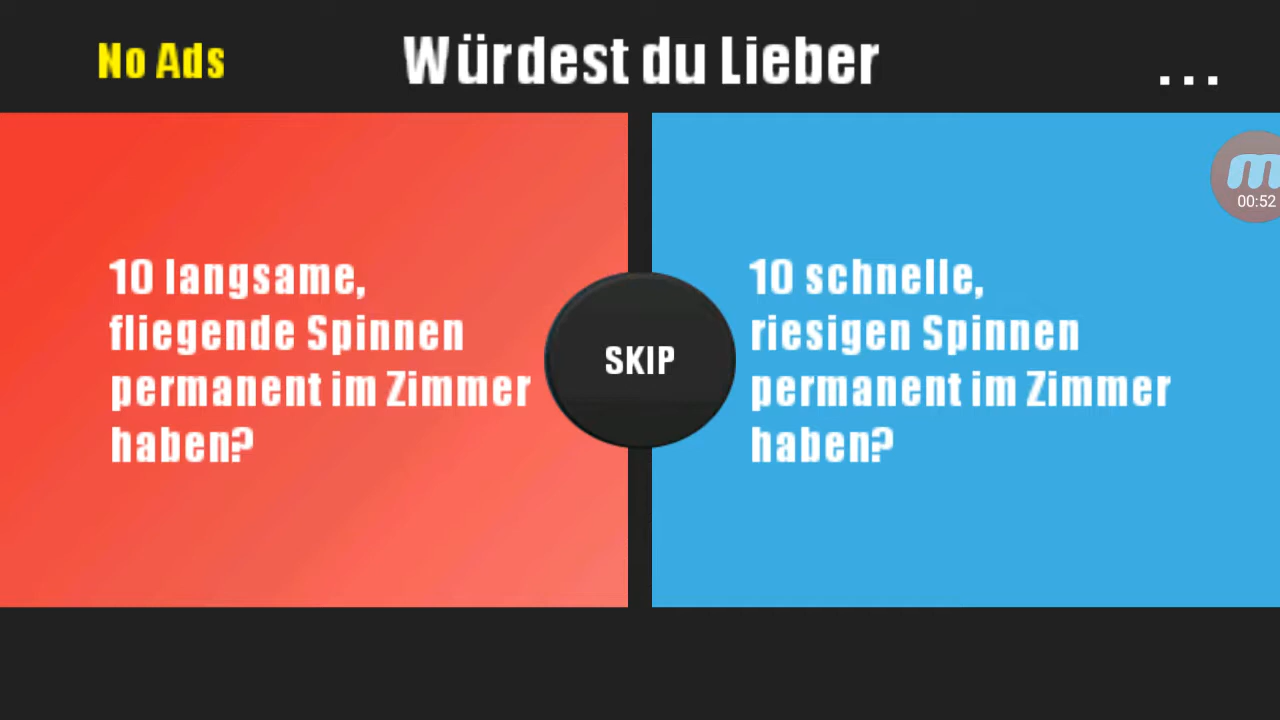 No Ads
Würdest du Lieber
...
10 langsame,
fliegende Spinnen
permanent im Zimmer
haben?
SKIP
10 schnelle,
riesigen Spinnen
permanent im Zimmer
haben?
m
00:52